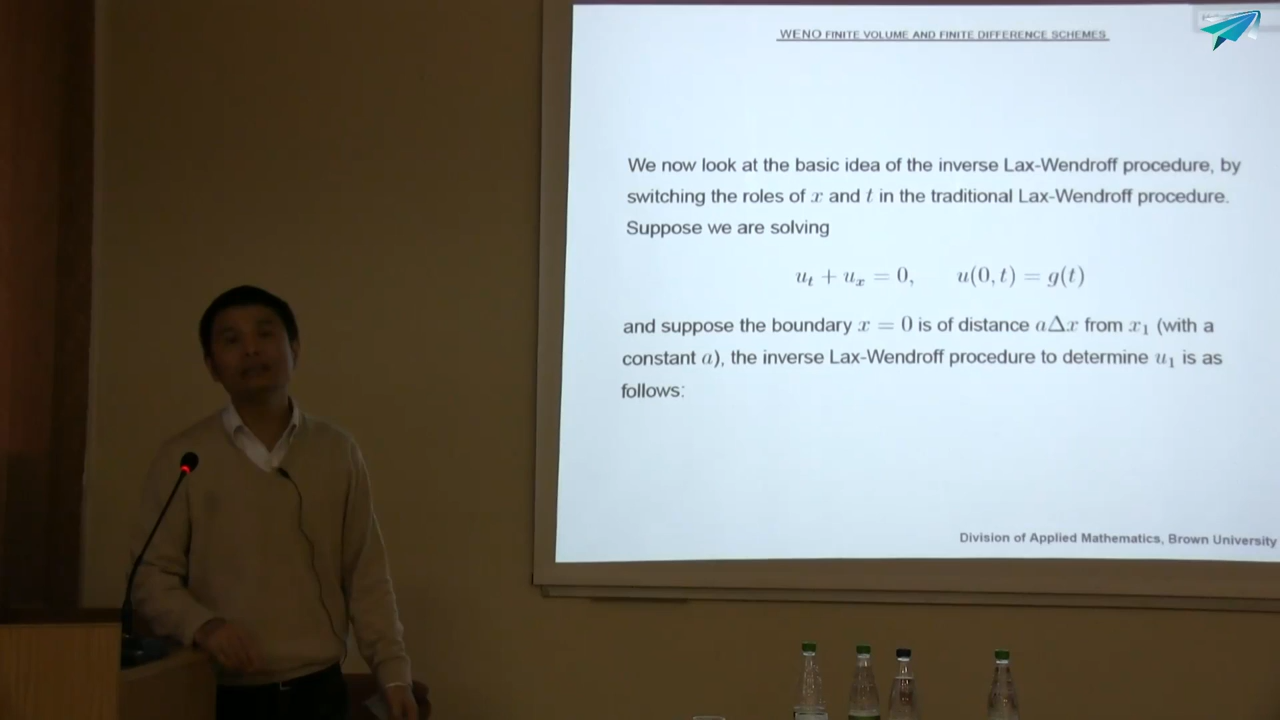 WENO FINITE VOLUME AND FINITE DIFFERENCE SCHEMES
We now look at the basic idea of the inverse Lax-Wendroff procedure, by
switching the roles of x and t in the traditional Lax-Wendroff procedure.
Suppose we are solving
u_t + u_x = 0, u(0, t) = g(t)
and suppose the boundary x = 0 is of distance aΔx from x_1 (with a
constant a), the inverse Lax-Wendroff procedure to determine u_1 is as
follows:
Division of Applied Mathematics, Brown University